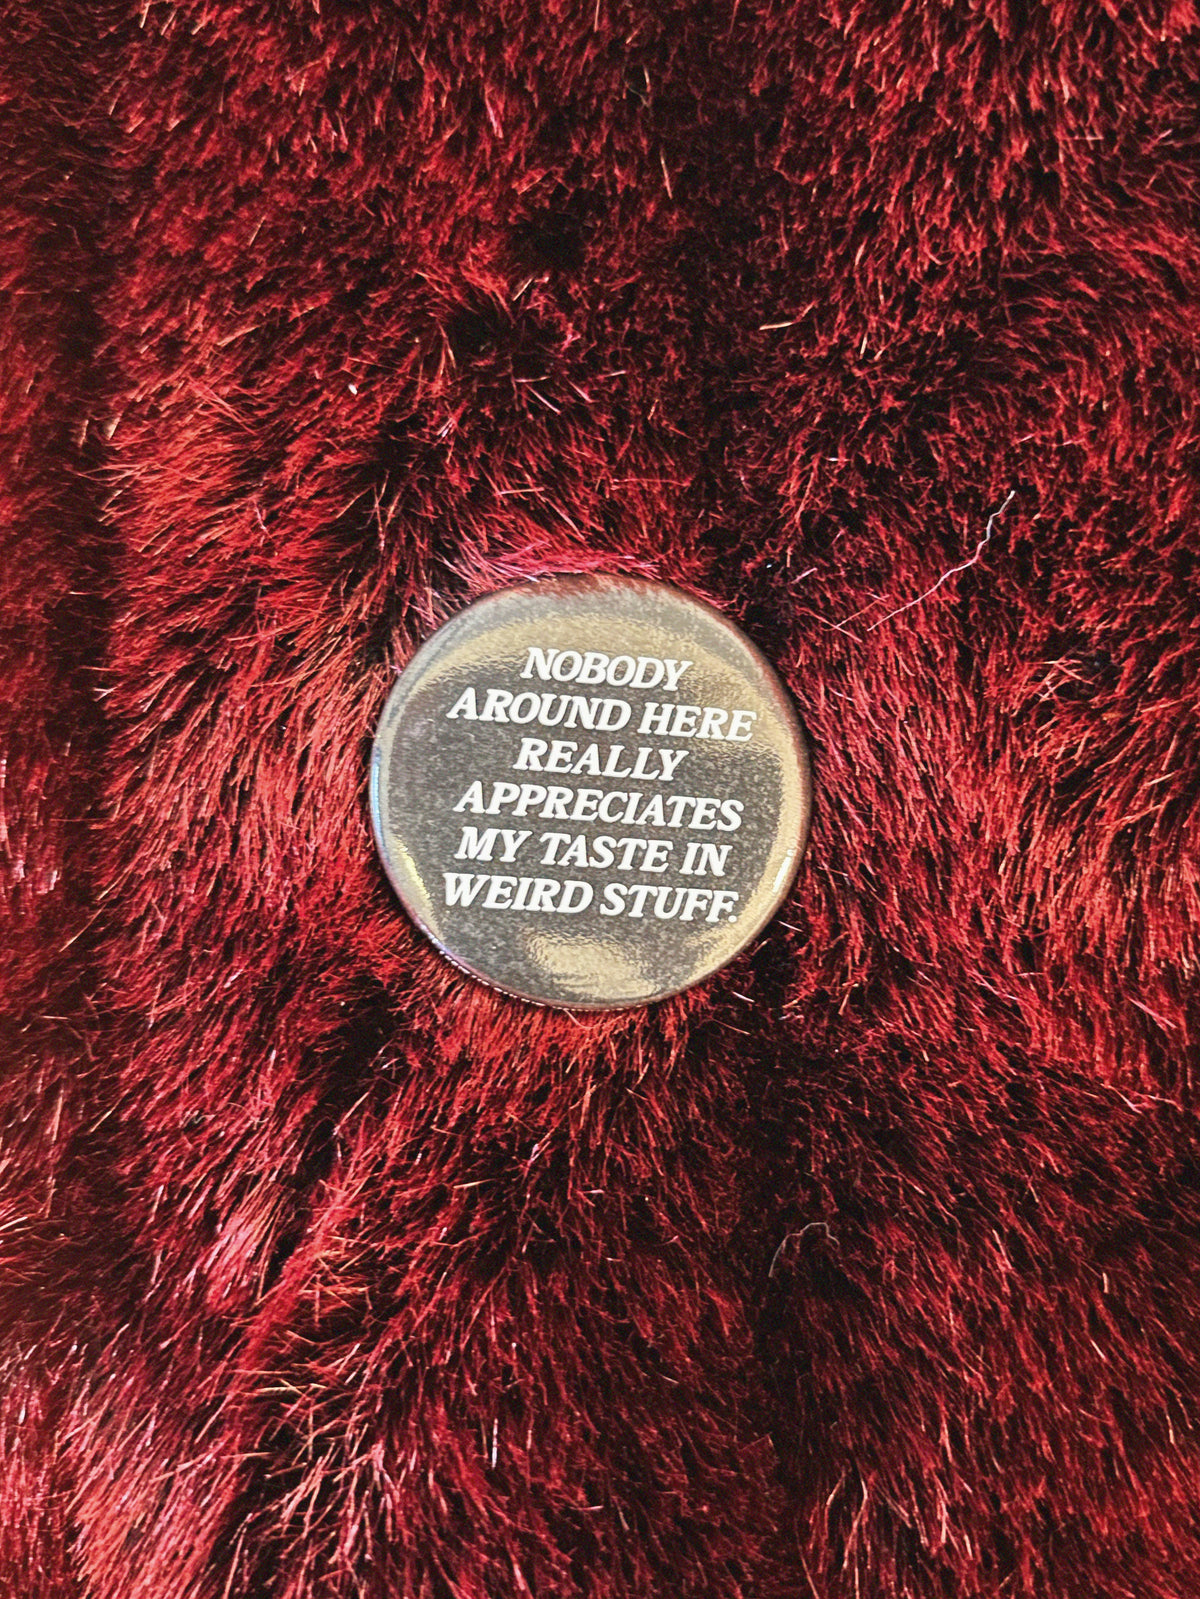 NOBODY
AROUND HERE
REALLY
APPRECIATES
MY TASTE IN
WEIRD STUFF.